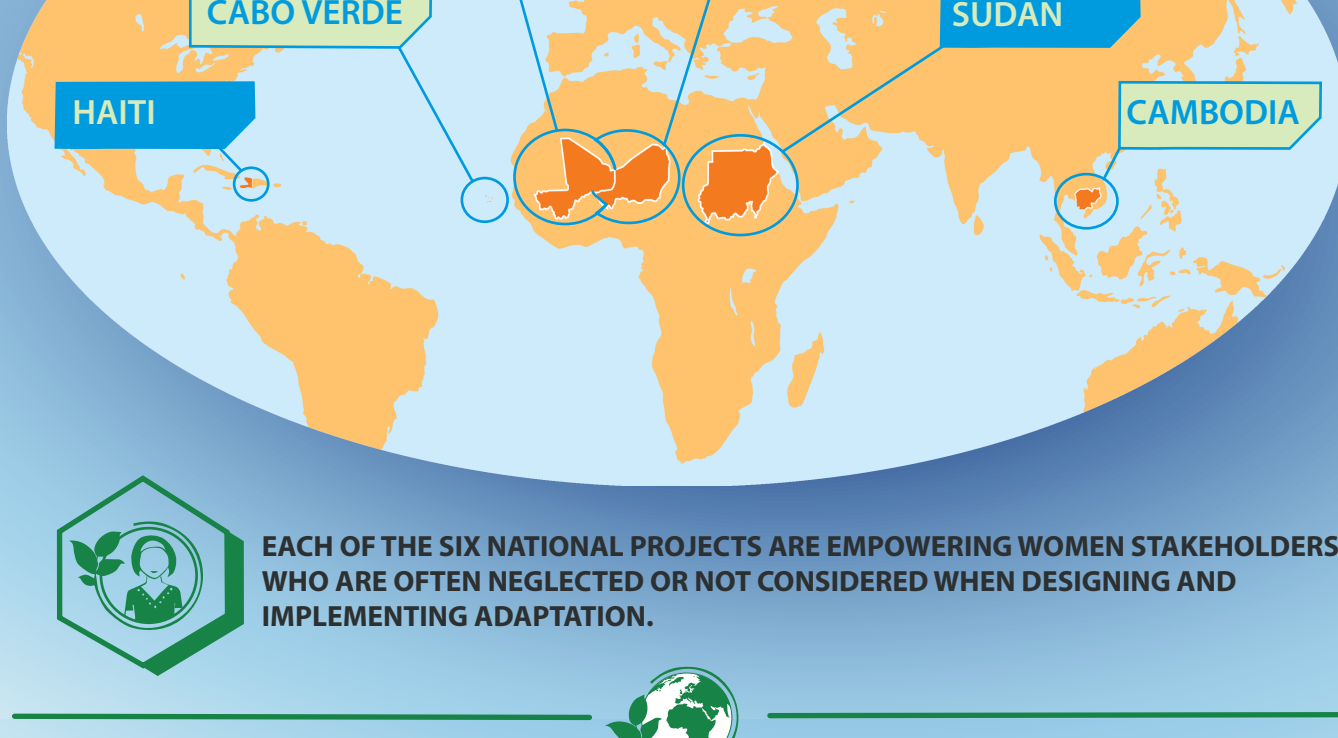 CABO VERDE
SUDAN
HAITI
CAMBODIA
EACH OF THE SIX NATIONAL PROJECTS ARE EMPOWERING WOMEN STAKEHOLDERS
WHO ARE OFTEN NEGLECTED OR NOT CONSIDERED WHEN DESIGNING AND
IMPLEMENTING ADAPTATION.